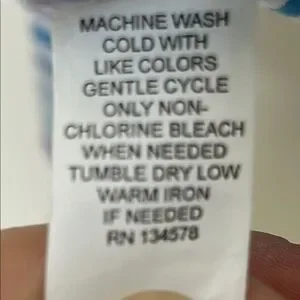 MACHINE WASH
COLD WITH
LIKE COLORS
GENTLE CYCLE
ONLY NON-
CHLORINE BLEACH
WHEN NEEDED
TUMBLE DRY LOW
WARM IRON
IF NEEDED
RN 134578